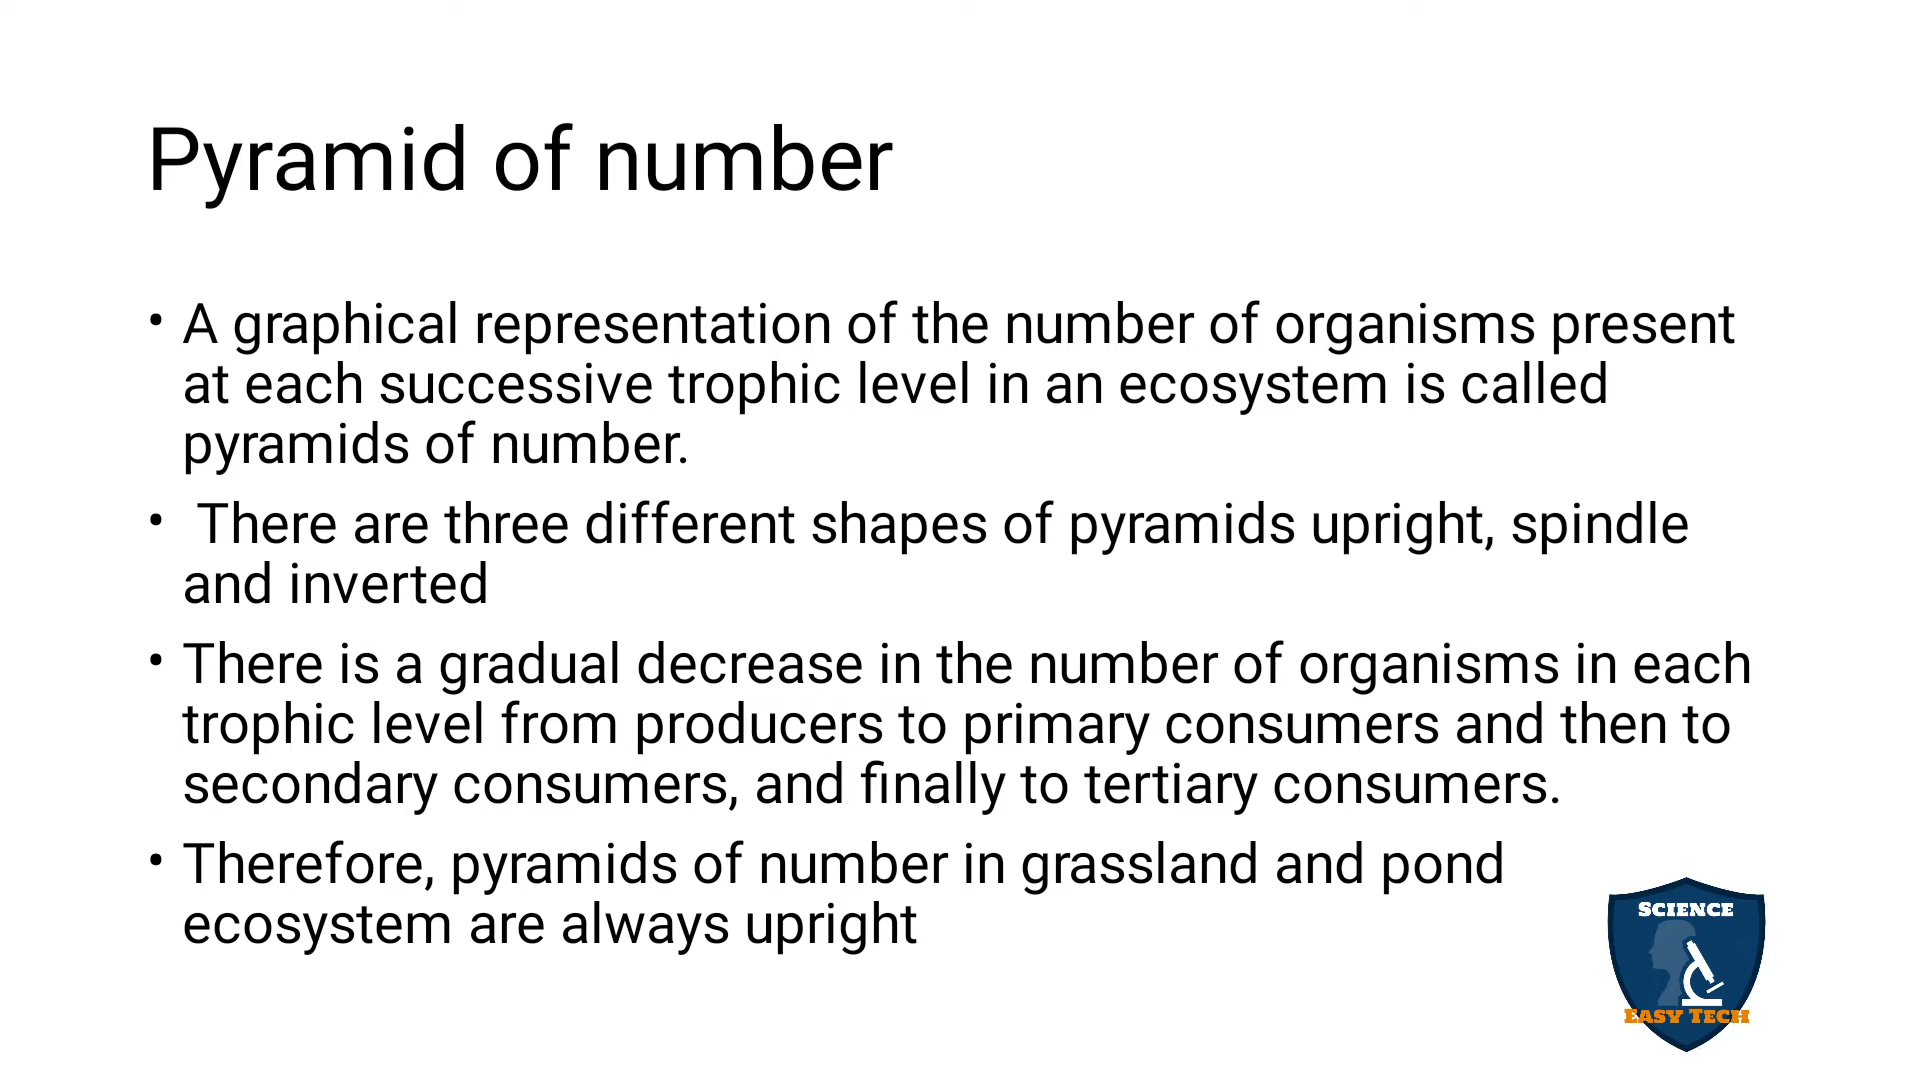 Pyramid of number
• A graphical representation of the number of organisms present
at each successive trophic level in an ecosystem is called
pyramids of number.
• There are three different shapes of pyramids upright, spindle
and inverted
• There is a gradual decrease in the number of organisms in each
trophic level from producers to primary consumers and then to
secondary consumers, and finally to tertiary consumers.
• Therefore, pyramids of number in grassland and pond
ecosystem are always upright
SCIENCE
EASY TECH